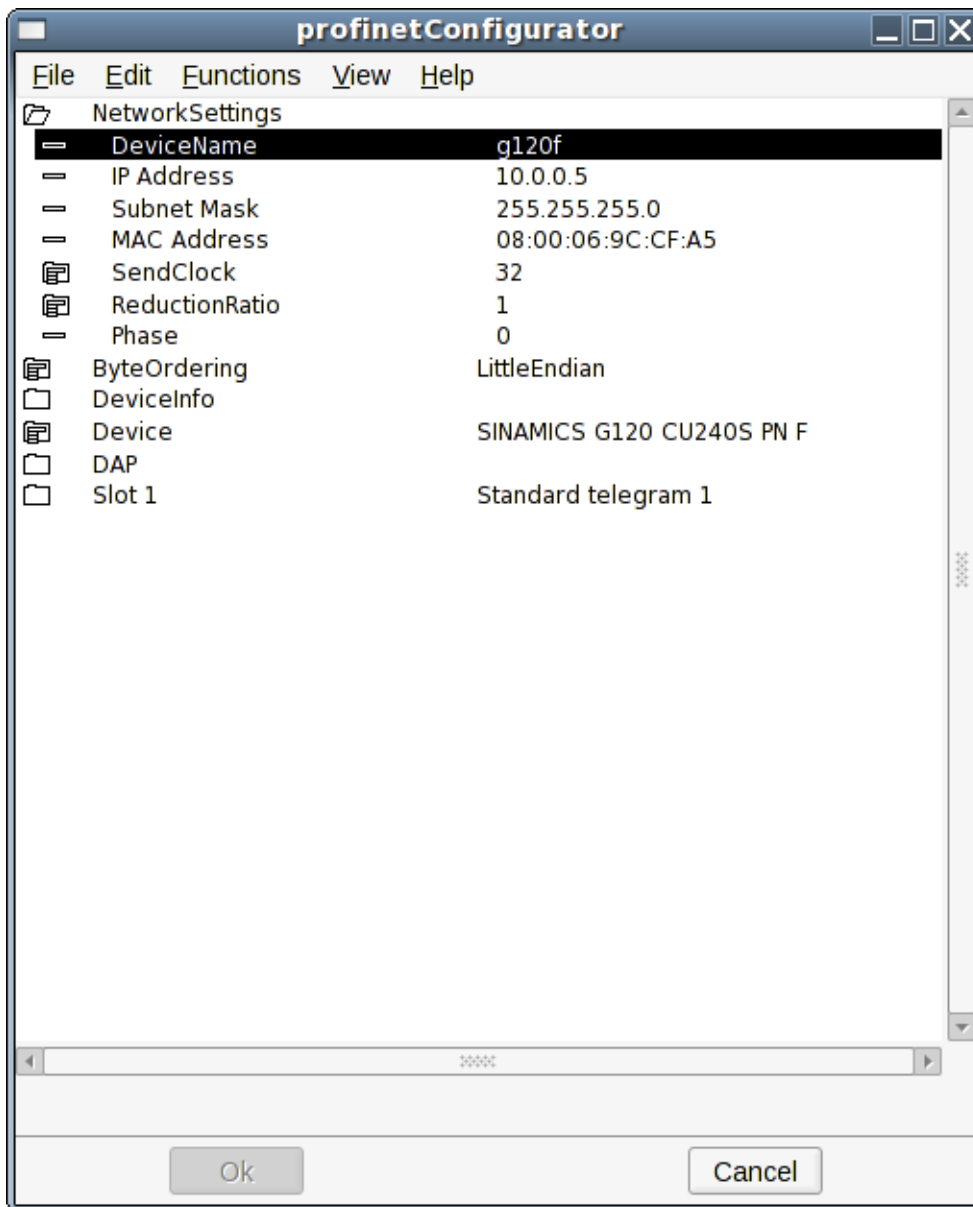 profinetConfigurator
File Edit Functions View Help
NetworkSettings
DeviceName g120f
IP Address 10.0.0.5
Subnet Mask 255.255.255.0
MAC Address 08:00:06:9C:CF:A5
SendClock 32
ReductionRatio 1
Phase 0
ByteOrdering LittleEndian
DeviceInfo
Device SINAMICS G120 CU240S PN F
DAP
Slot 1 Standard telegram 1
Ok Cancel